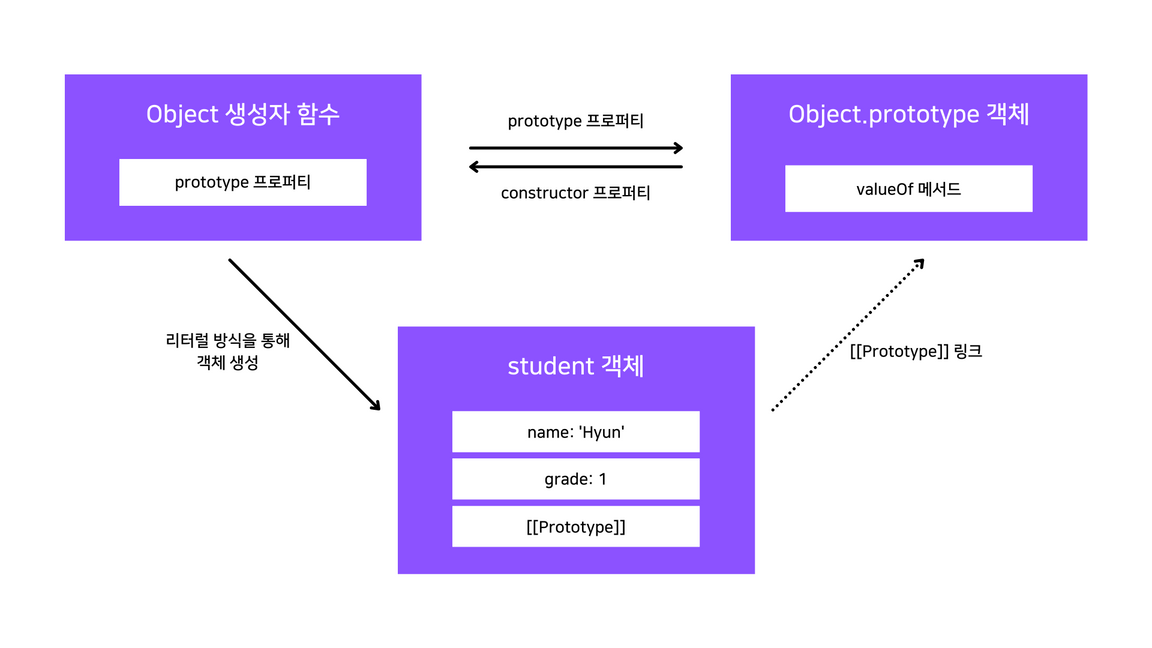 Object 생성자 함수
prototype 프로퍼티
prototype 프로퍼티
constructor 프로퍼티
Object.prototype 객체
valueOf 메서드
리터럴 방식을 통해
객체 생성
student 객체
name: 'Hyun'
grade: 1
[[Prototype]]
[[Prototype]] 링크